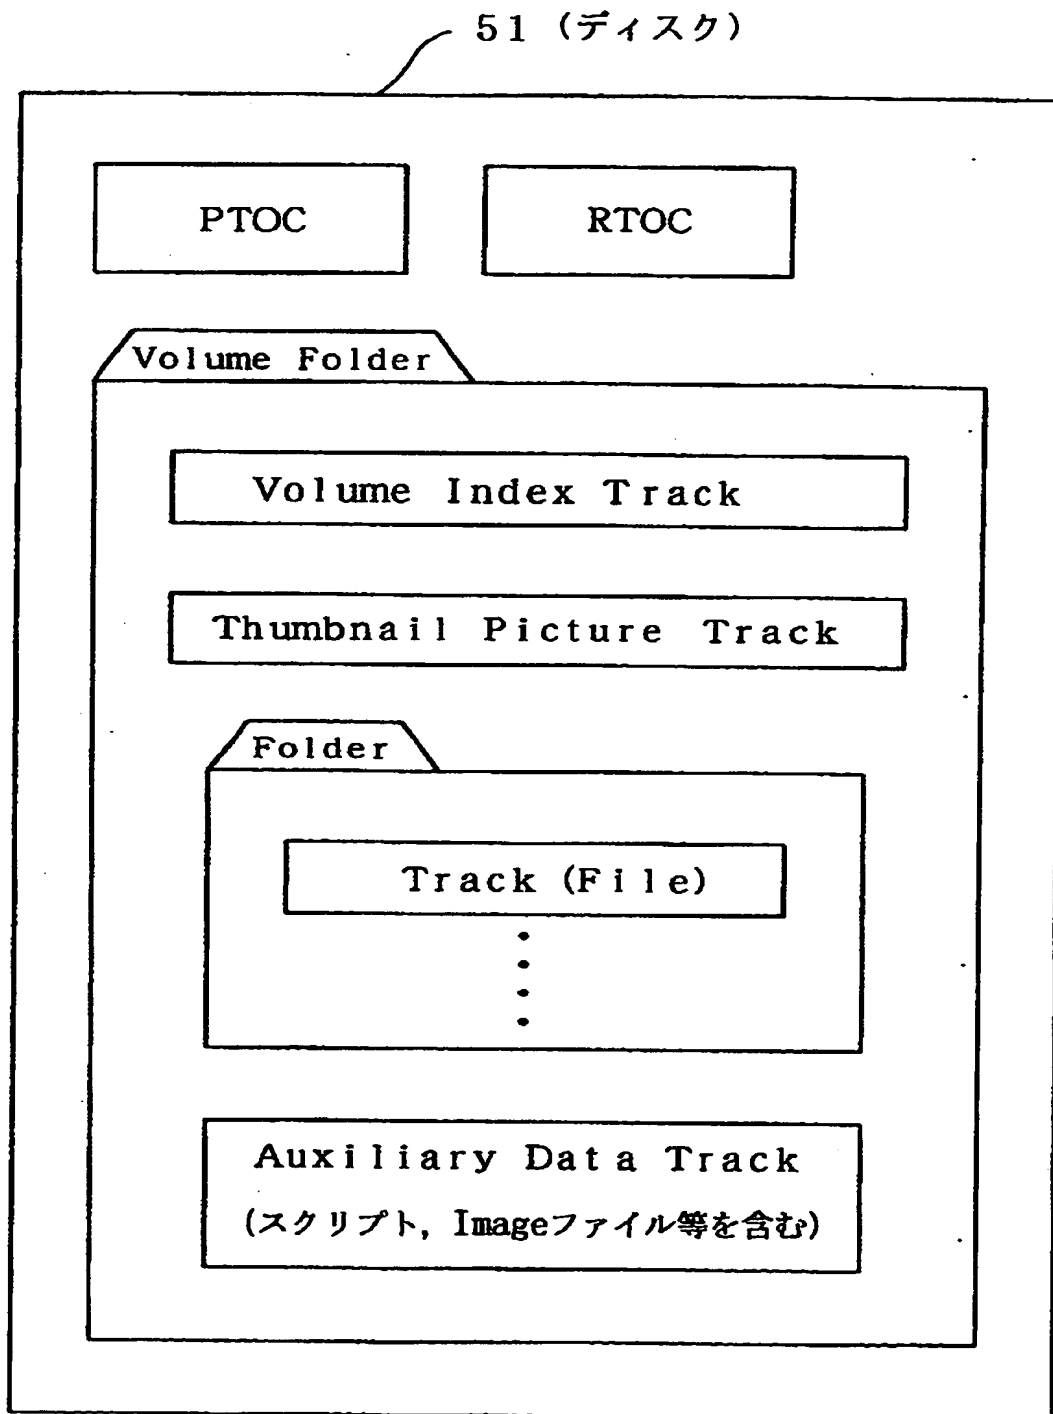 51 (ディスク)
PTOC
RTOC
Volume Folder
Volume Index Track
Thumbnail Picture Track
Folder
Track (File)
Auxiliary Data Track
(スクリプト, Imageファイル等を含む)